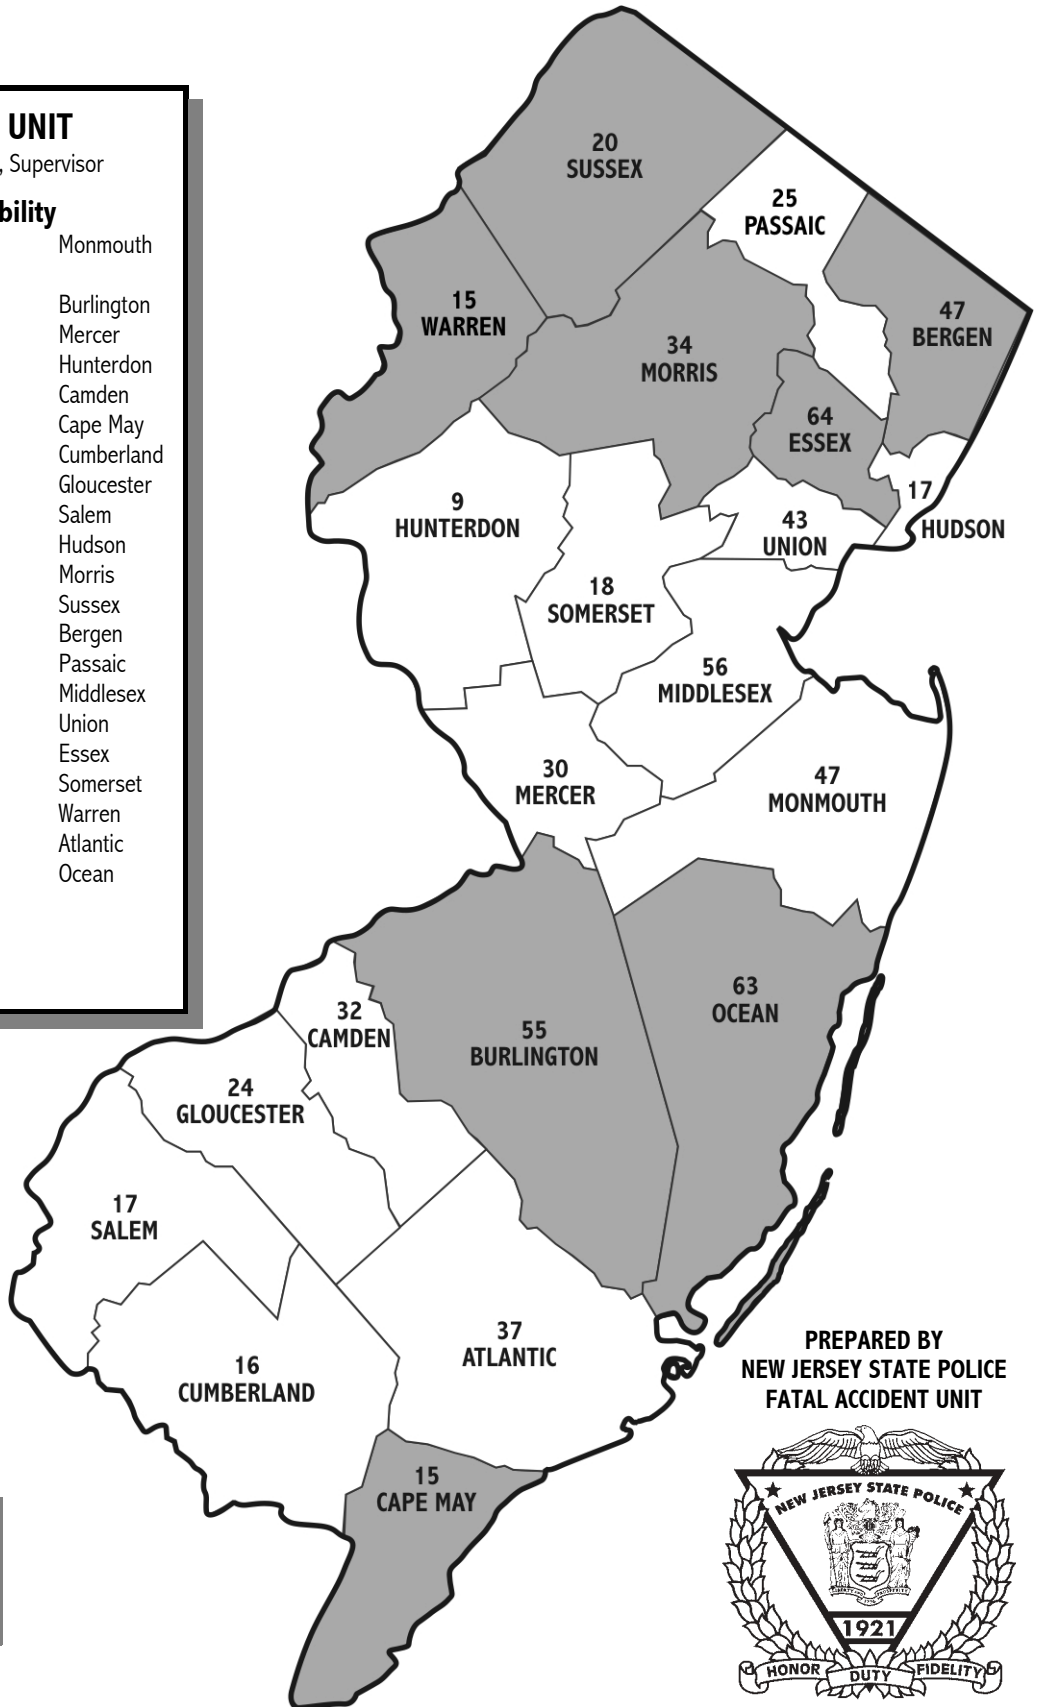 UNIT
, Supervisor
bility
Monmouth
Burlington
Mercer
Hunterdon
Camden
Cape May
Cumberland
Gloucester
Salem
Hudson
Morris
Sussex
Bergen
Passaic
Middlesex
Union
Essex
Somerset
Warren
Atlantic
Ocean
20
SUSSEX
25
PASSAIC
15
WARREN
47
BERGEN
34
MORRIS
64
ESSEX
17
HUDSON
9
HUNTERDON
43
UNION
18
SOMERSET
56
MIDDLESEX
30
MERCER
47
MONMOUTH
63
OCEAN
32
CAMDEN
55
BURLINGTON
24
GLOUCESTER
17
SALEM
37
ATLANTIC
16
CUMBERLAND
15
CAPE MAY
PREPARED BY
NEW JERSEY STATE POLICE
FATAL ACCIDENT UNIT
NEW JERSEY STATE POLICE
LIBERTY AND PROSPERITY
1921
HONOR DUTY FIDELITY